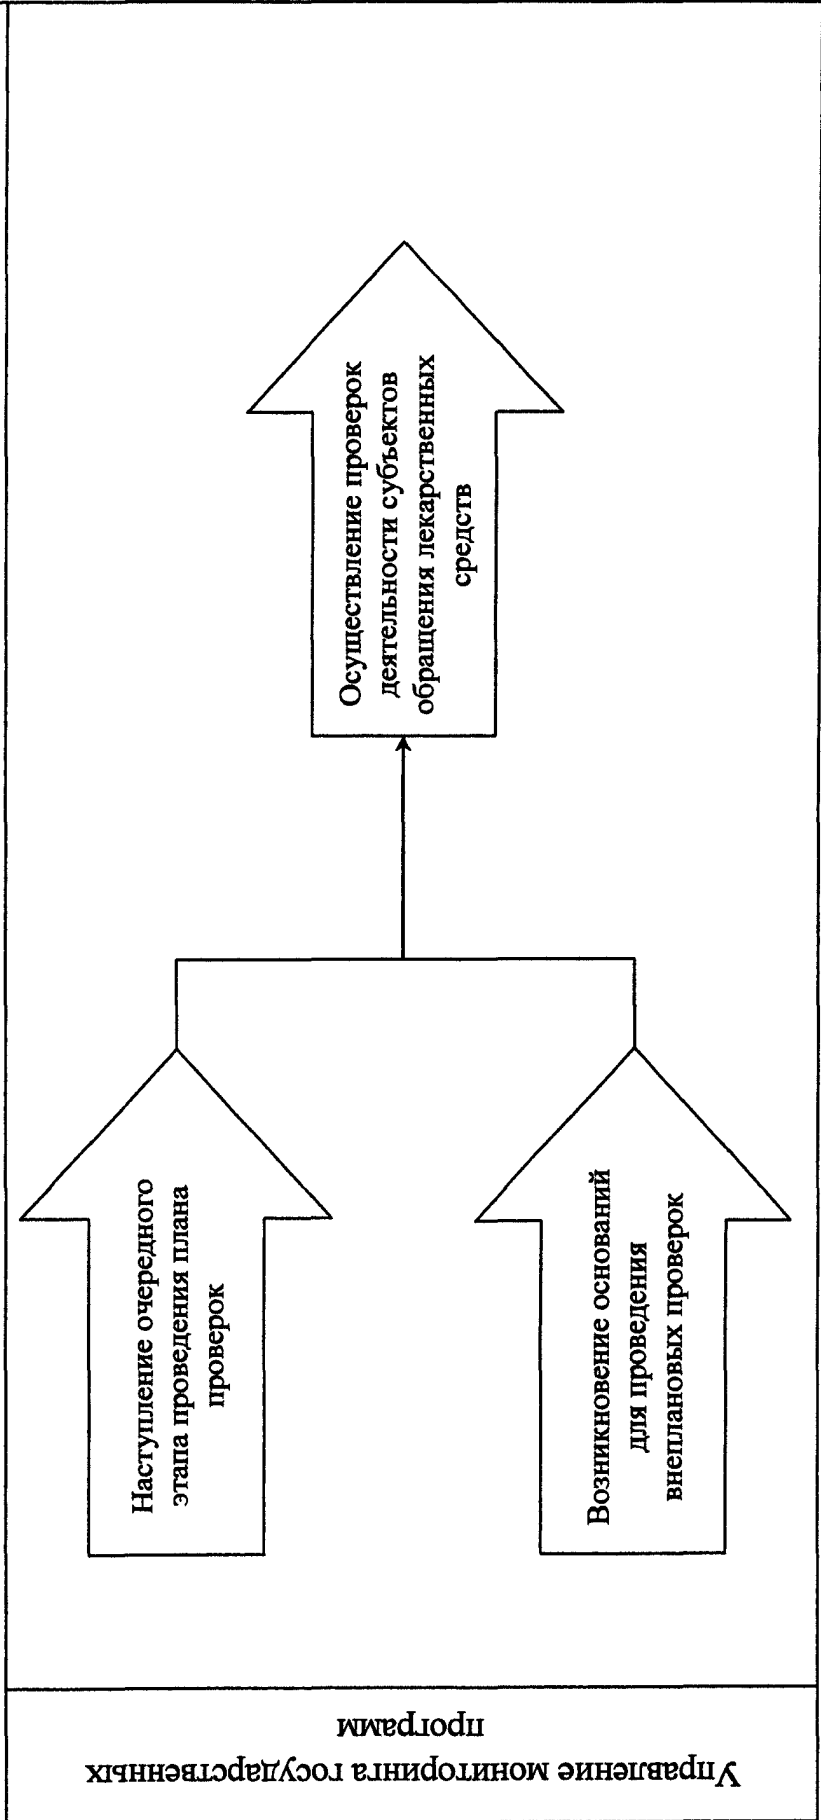 Управление мониторинга государственных
программ
Наступление очередного
этапа проведения плана
проверок
Возникновение оснований
для проведения
внеплановых проверок
Осуществление проверок
деятельности субъектов
обращения лекарственных
средств